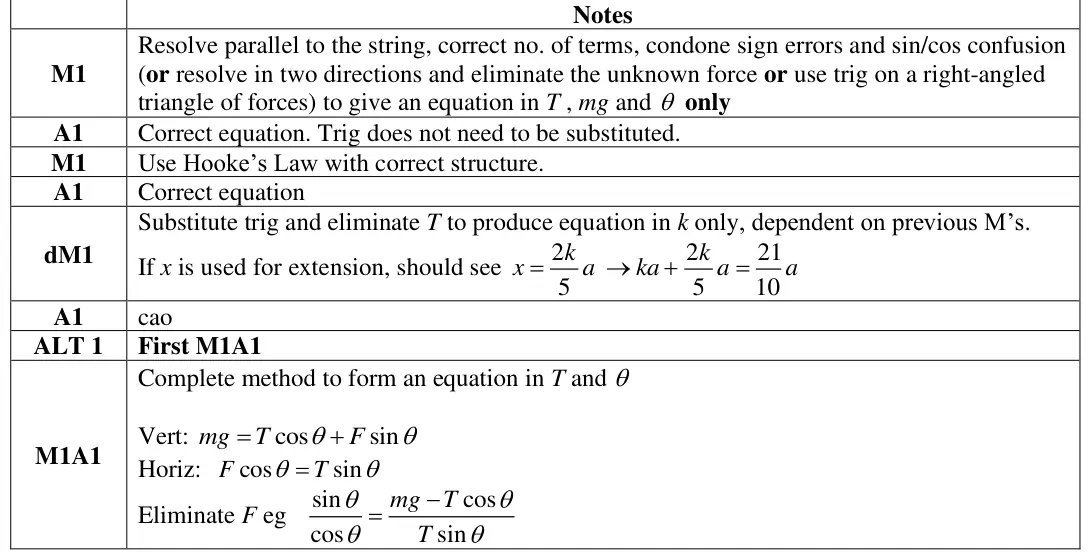 Notes
M1
Resolve parallel to the string, correct no. of terms, condone sign errors and sin/cos confusion
(or resolve in two directions and eliminate the unknown force or use trig on a right-angled
triangle of forces) to give an equation in T , mg and θ only
A1 Correct equation. Trig does not need to be substituted.
M1 Use Hooke's Law with correct structure.
A1 Correct equation
dM1
Substitute trig and eliminate T to produce equation in k only, dependent on previous M's.
If x is used for extension, should see x = 2k/5 a → ka + 2k/5 a = 21/10 a
A1 cao
ALT 1 First M1A1
M1A1
Complete method to form an equation in T and θ
Vert: mg = T cos θ + F sin θ
Horiz: F cos θ = T sin θ
Eliminate F eg sin θ / cos θ = mg − T cos θ / T sin θ